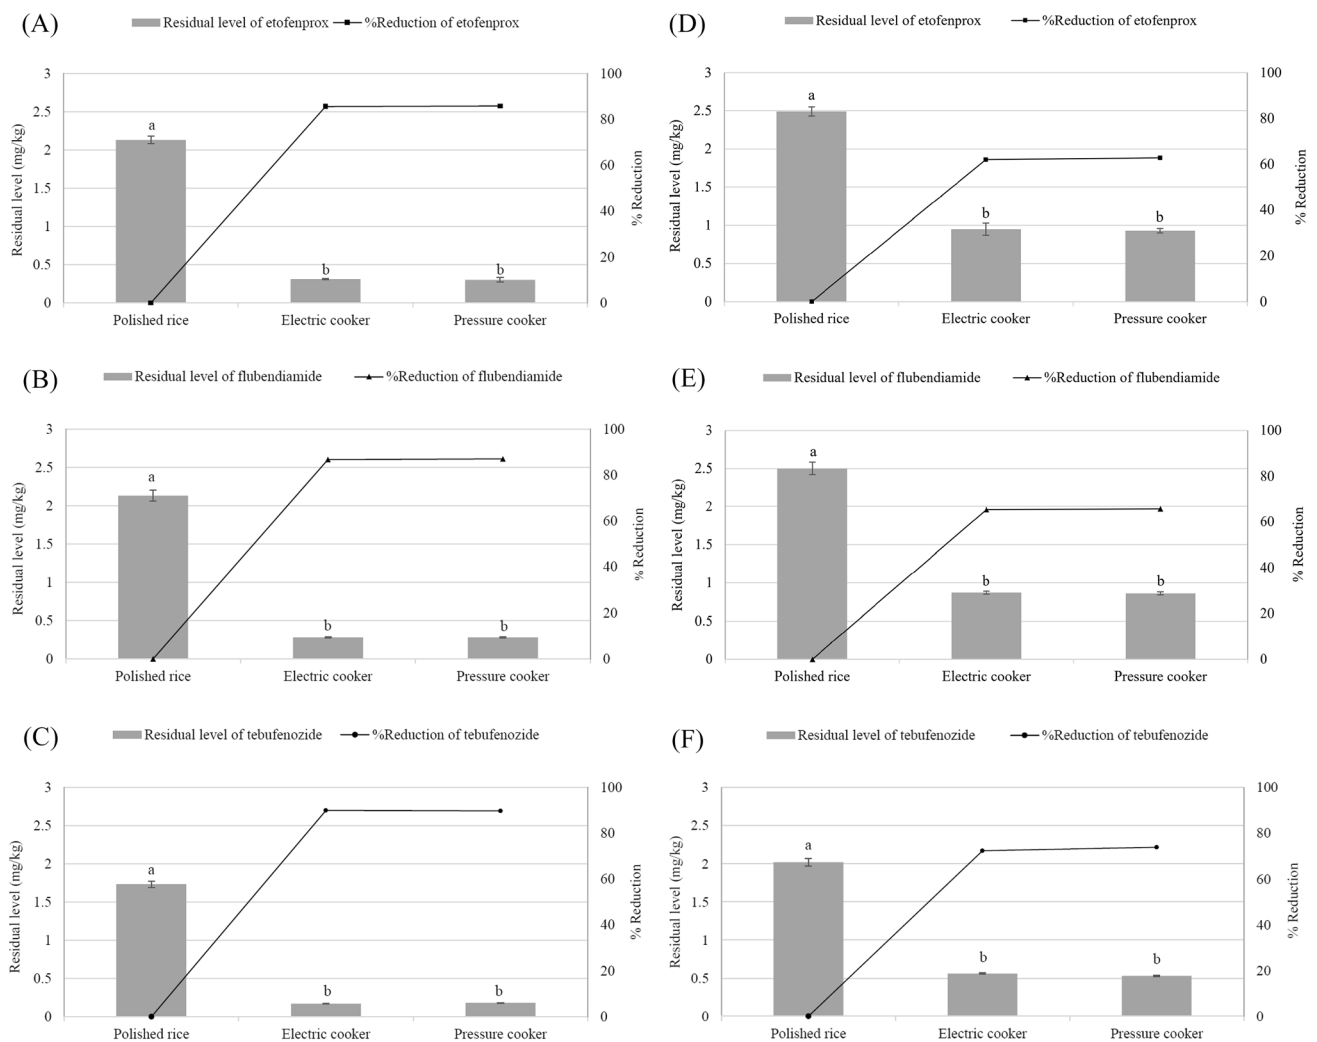 (A)
Residual level of etofenprox %Reduction of etofenprox
3
2.5
2
1.5
1
0.5
0
100
80
60
40
20
0
Residual level (mg/kg)
% Reduction
a
b
b
Polished rice Electric cooker Pressure cooker
(D)
Residual level of etofenprox %Reduction of etofenprox
3
2.5
2
1.5
1
0.5
0
100
80
60
40
20
0
Residual level (mg/kg)
% Reduction
a
b
b
Polished rice Electric cooker Pressure cooker
(B)
Residual level of flubendiamide %Reduction of flubendiamide
3
2.5
2
1.5
1
0.5
0
100
80
60
40
20
0
Residual level (mg/kg)
% Reduction
a
b
b
Polished rice Electric cooker Pressure cooker
(E)
Residual level of flubendiamide %Reduction of flubendiamide
3
2.5
2
1.5
1
0.5
0
100
80
60
40
20
0
Residual level (mg/kg)
% Reduction
a
b
b
Polished rice Electric cooker Pressure cooker
(C)
Residual level of tebufenozide %Reduction of tebufenozide
3
2.5
2
1.5
1
0.5
0
100
80
60
40
20
0
Residual level (mg/kg)
% Reduction
a
b
b
Polished rice Electric cooker Pressure cooker
(F)
Residual level of tebufenozide %Reduction of tebufenozide
3
2.5
2
1.5
1
0.5
0
100
80
60
40
20
0
Residual level (mg/kg)
% Reduction
a
b
b
Polished rice Electric cooker Pressure cooker